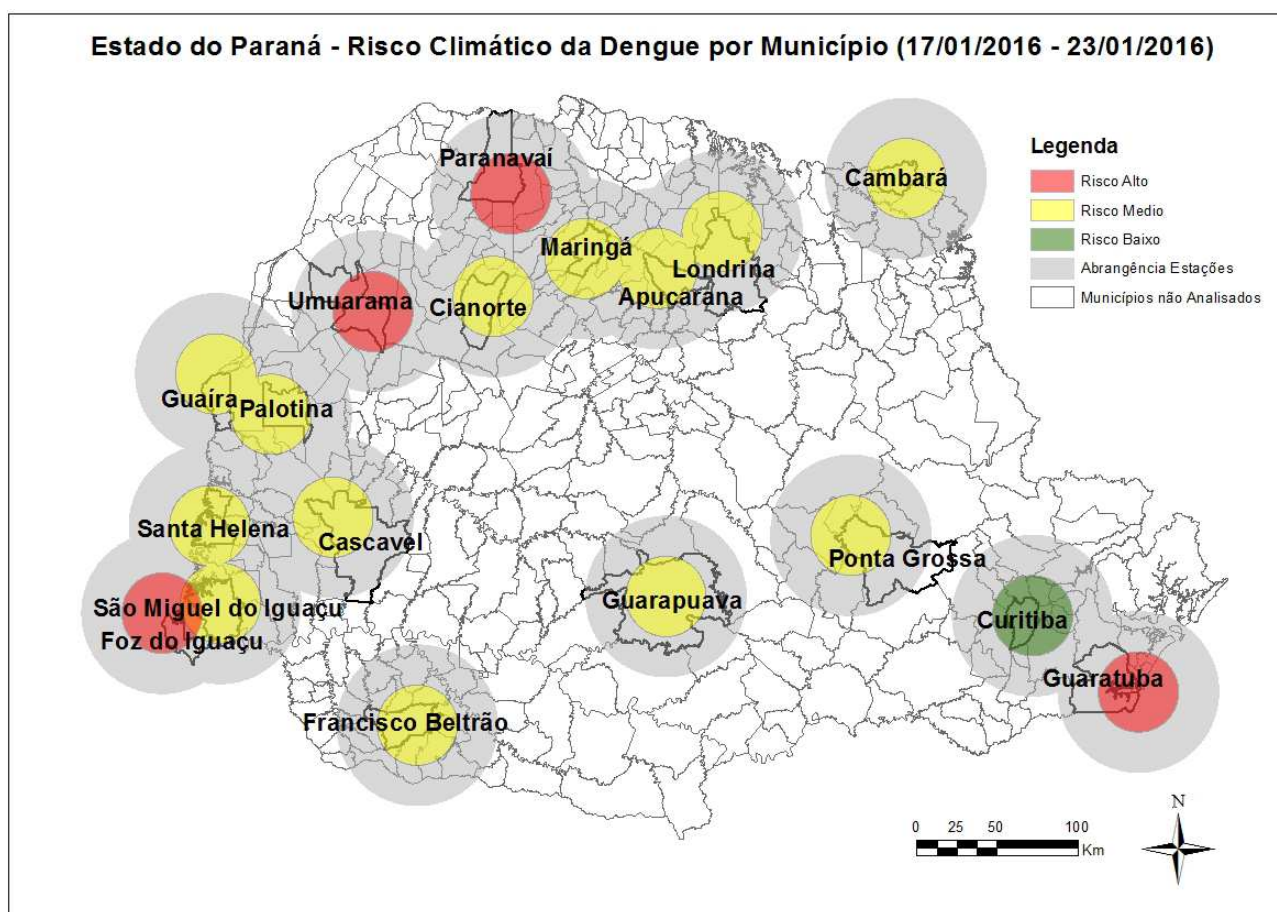 Estado do Paraná - Risco Climático da Dengue por Município (17/01/2016 - 23/01/2016)
Legenda
Risco Alto
Risco Medio
Risco Baixo
Abrangência Estações
Municípios não Analisados
Paranavaí
Cambará
Maringá
Londrina
Apucarana
Umuarama
Cianorte
Guaíra
Palotina
Santa Helena
Cascavel
São Miguel do Iguaçu
Foz do Iguaçu
Guarapuava
Ponta Grossa
Curitiba
Guaratuba
Francisco Beltrão
N
0 25 50 100
Km